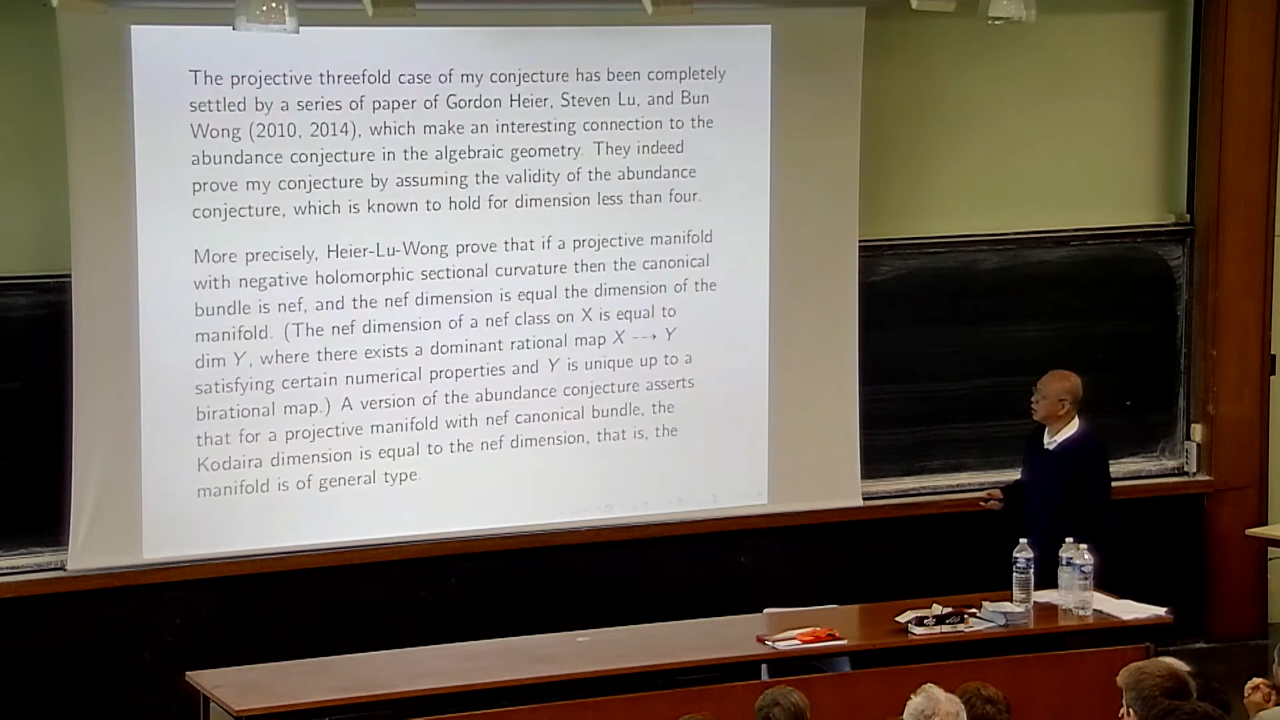 The projective threefold case of my conjecture has been completely
settled by a series of paper of Gordon Heier, Steven Lu, and Bun
Wong (2010, 2014), which make an interesting connection to the
abundance conjecture in the algebraic geometry. They indeed
prove my conjecture by assuming the validity of the abundance
conjecture, which is known to hold for dimension less than four.
More precisely, Heier-Lu-Wong prove that if a projective manifold
with negative holomorphic sectional curvature then the canonical
bundle is nef, and the nef dimension is equal the dimension of the
manifold. (The nef dimension of a nef class on X is equal to
dim Y, where there exists a dominant rational map X ⇢ Y
satisfying certain numerical properties and Y is unique up to a
birational map.) A version of the abundance conjecture asserts
that for a projective manifold with nef canonical bundle, the
Kodaira dimension is equal to the nef dimension, that is, the
manifold is of general type.